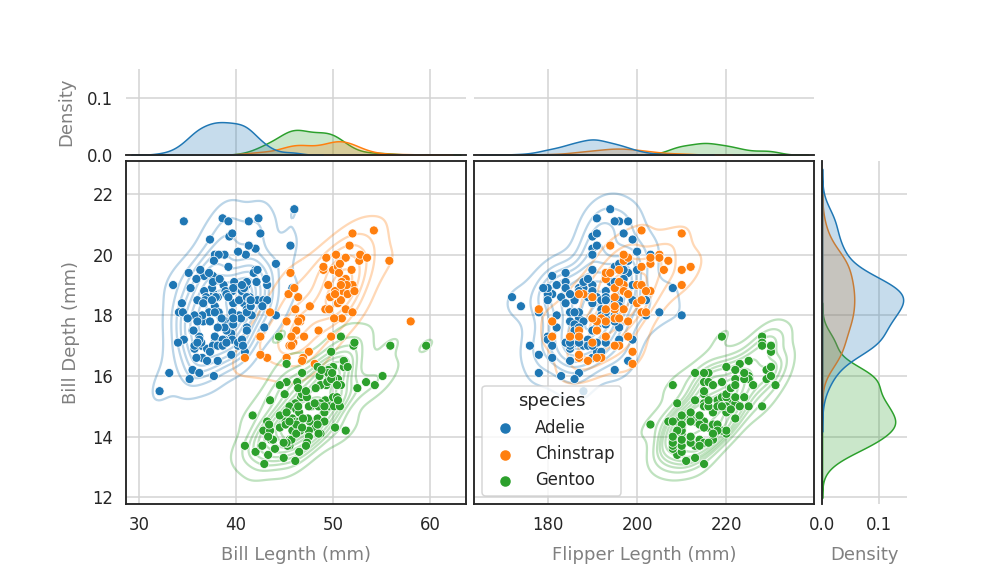 Density
0.1
0.0
Bill Depth (mm)
22
20
18
16
14
12
species
Adelie
Chinstrap
Gentoo
30 40 50 60 180 200 220 0.0 0.1
Bill Legnth (mm) Flipper Legnth (mm) Density